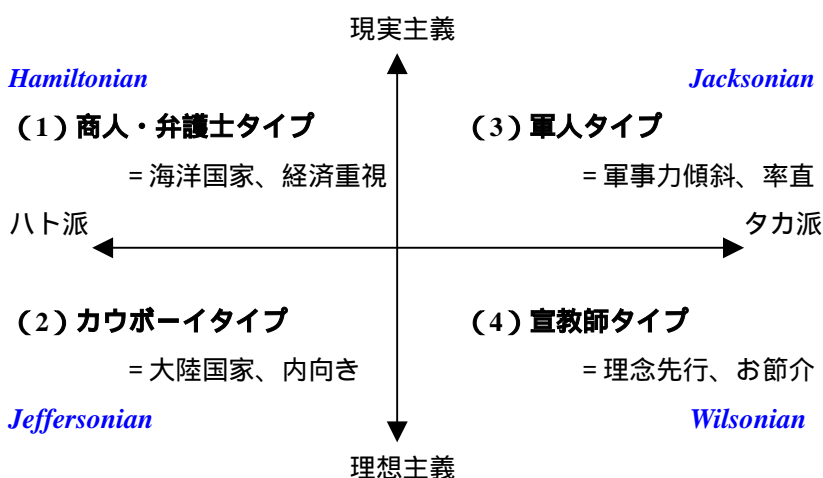 現実主義
Hamiltonian
Jacksonian
（1）商人・弁護士タイプ
（3）軍人タイプ
=海洋国家、経済重視
=軍事力傾斜、率直
ハト派
タカ派
（2）カウボーイタイプ
（4）宣教師タイプ
=大陸国家、内向き
=理念先行、お節介
Jeffersonian
Wilsonian
理想主義